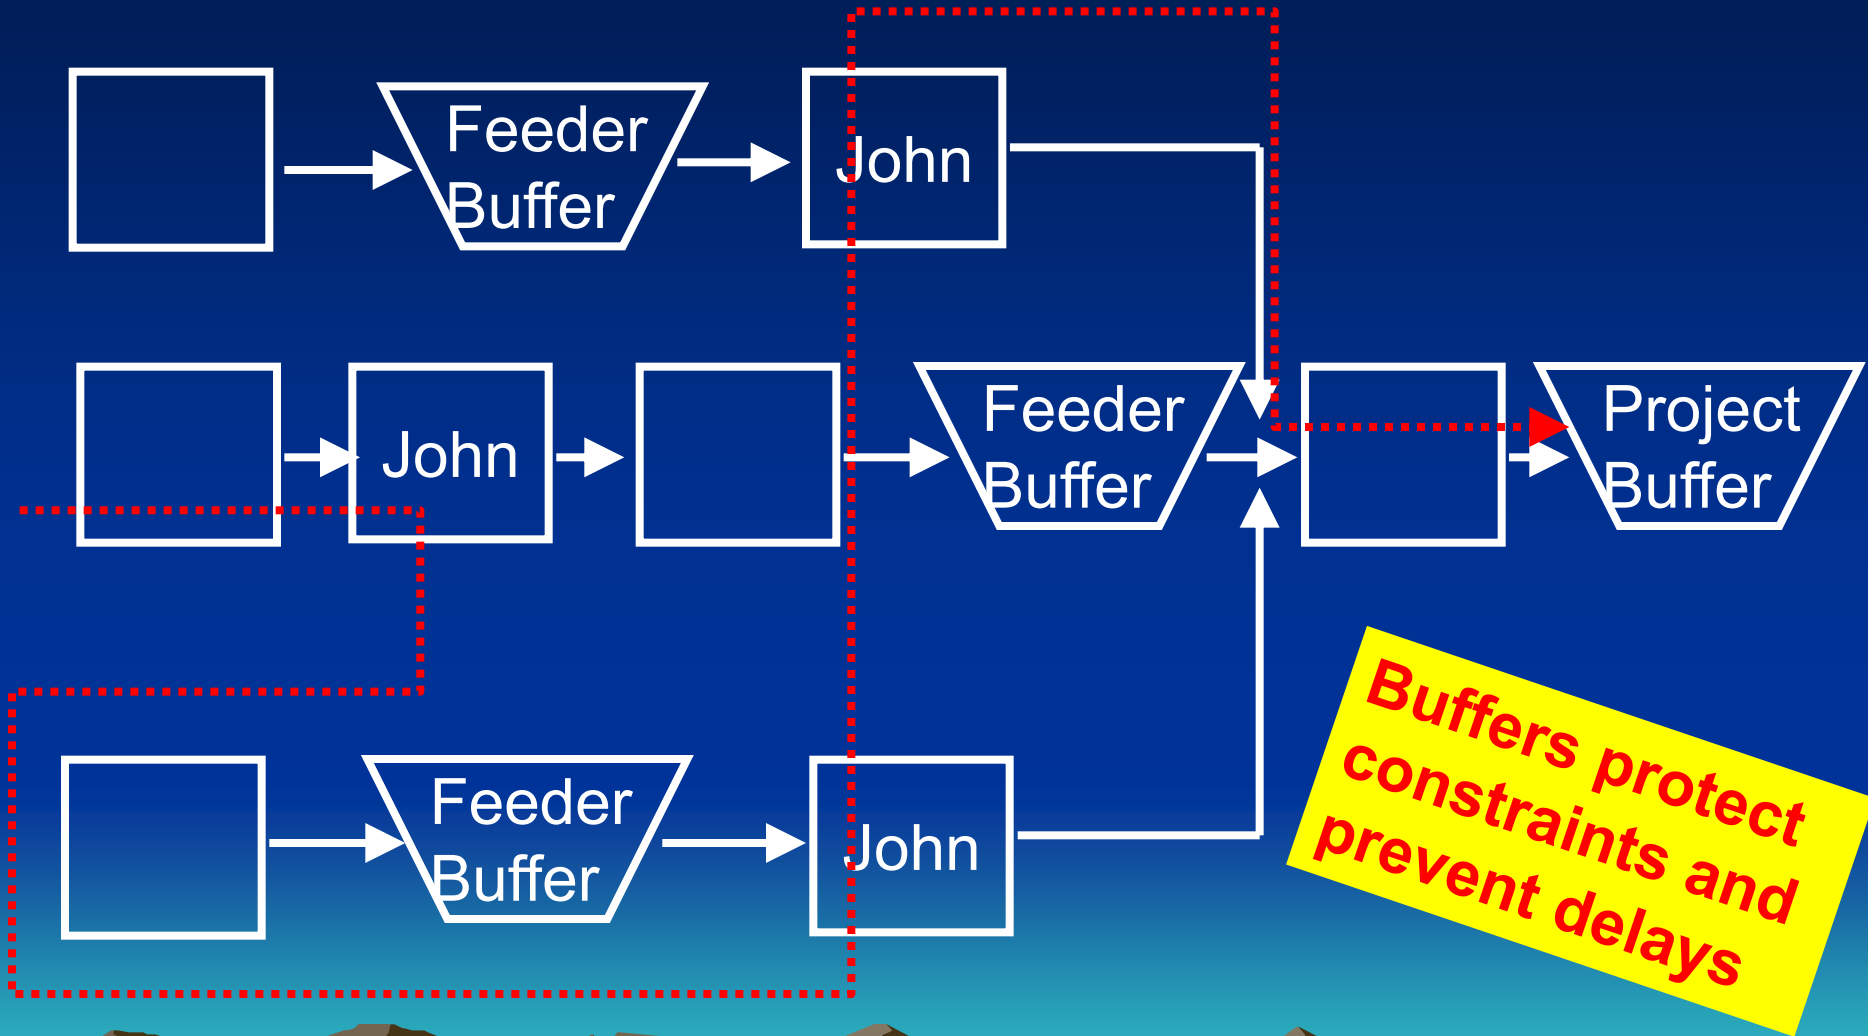 Feeder
Buffer
John
John
Feeder
Buffer
Project
Buffer
Feeder
Buffer
John
Buffers protect
constraints and
prevent delays